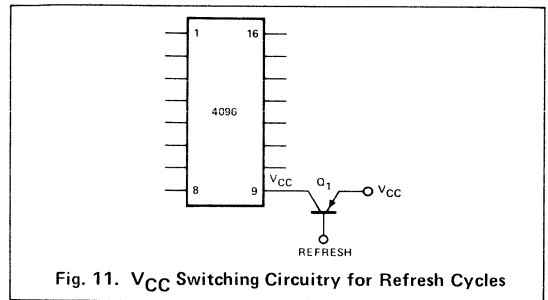 1 16
4096
8 9 VCC Q1 VCC
REFRESH
Fig. 11. VCC Switching Circuitry for Refresh Cycles